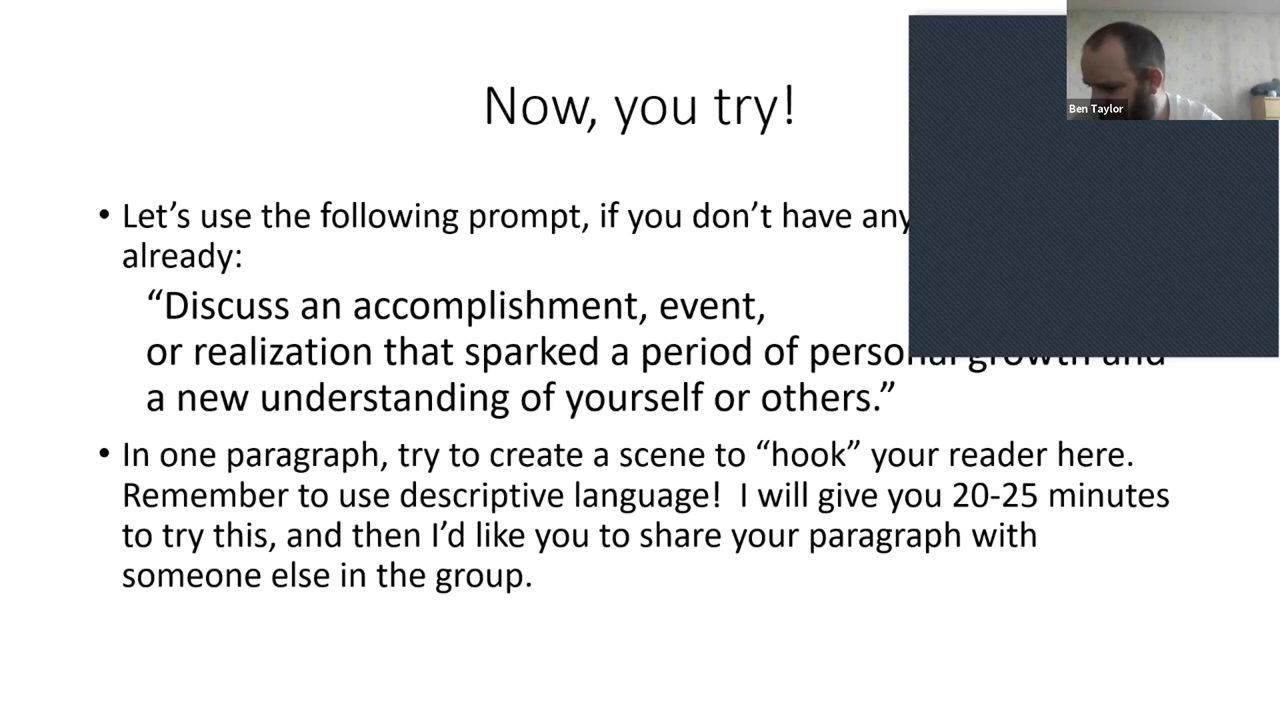 Now, you try!
Ben Taylor
• Let’s use the following prompt, if you don’t have any
already:
“Discuss an accomplishment, event,
or realization that sparked a period of personal growth and
a new understanding of yourself or others.”
• In one paragraph, try to create a scene to “hook” your reader here.
Remember to use descriptive language!  I will give you 20-25 minutes
to try this, and then I’d like you to share your paragraph with
someone else in the group.